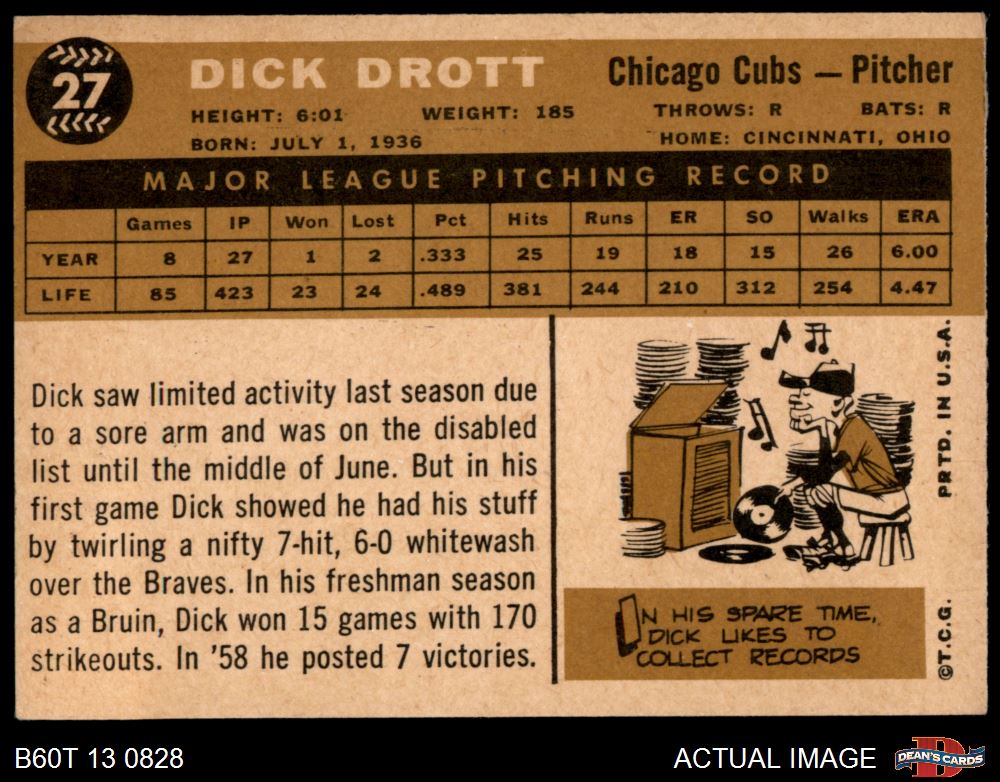 27
DICK DROTT
Chicago Cubs — Pitcher
HEIGHT: 6:01 WEIGHT: 185 THROWS: R BATS: R
BORN: JULY 1, 1936 HOME: CINCINNATI, OHIO
MAJOR LEAGUE PITCHING RECORD
Games IP Won Lost Pct Hits Runs ER SO Walks ERA
YEAR 8 27 1 2 .333 25 19 18 15 26 6.00
LIFE 85 423 23 24 .489 381 244 210 312 254 4.47
Dick saw limited activity last season due
to a sore arm and was on the disabled
list until the middle of June. But in his
first game Dick showed he had his stuff
by twirling a nifty 7-hit, 6-0 whitewash
over the Braves. In his freshman season
as a Bruin, Dick won 15 games with 170
strikeouts. In '58 he posted 7 victories.
IN HIS SPARE TIME,
DICK LIKES TO
COLLECT RECORDS
©T.C.G. PRTD. IN U.S.A.
B60T 13 0828
ACTUAL IMAGE
D
DEAN'S CARDS